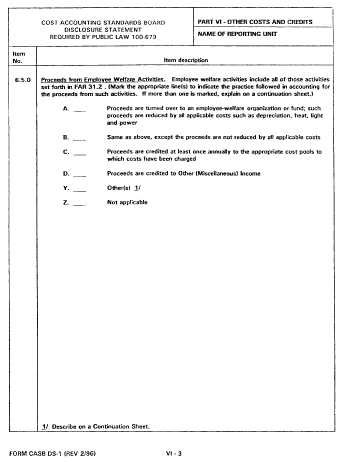 COST ACCOUNTING STANDARDS BOARD
DISCLOSURE STATEMENT
REQUIRED BY PUBLIC LAW 100-679
PART VI - OTHER COSTS AND CREDITS
NAME OF REPORTING UNIT
Item
No.
Item description
6.5.0 Proceeds from Employee Welfare Activities. Employee welfare activities include all of those activities
set forth in FAR 31.2 . (Mark the appropriate line(s) to indicate the practice followed in accounting for
the proceeds from such activities. If more than one is marked, explain on a continuation sheet.)
A. ___ Proceeds are turned over to an employee-welfare organization or fund; such
proceeds are reduced by all applicable costs such as depreciation, heat, light
and power
B. ___ Same as above, except the proceeds are not reduced by all applicable costs
C. ___ Proceeds are credited at least once annually to the appropriate cost pools to
which costs have been charged
D. ___ Proceeds are credited to Other (Miscellaneous) Income
Y. ___ Other(s) 1/
Z. ___ Not applicable
1/ Describe on a Continuation Sheet.
FORM CASB DS-1 (REV 2/96) VI - 3